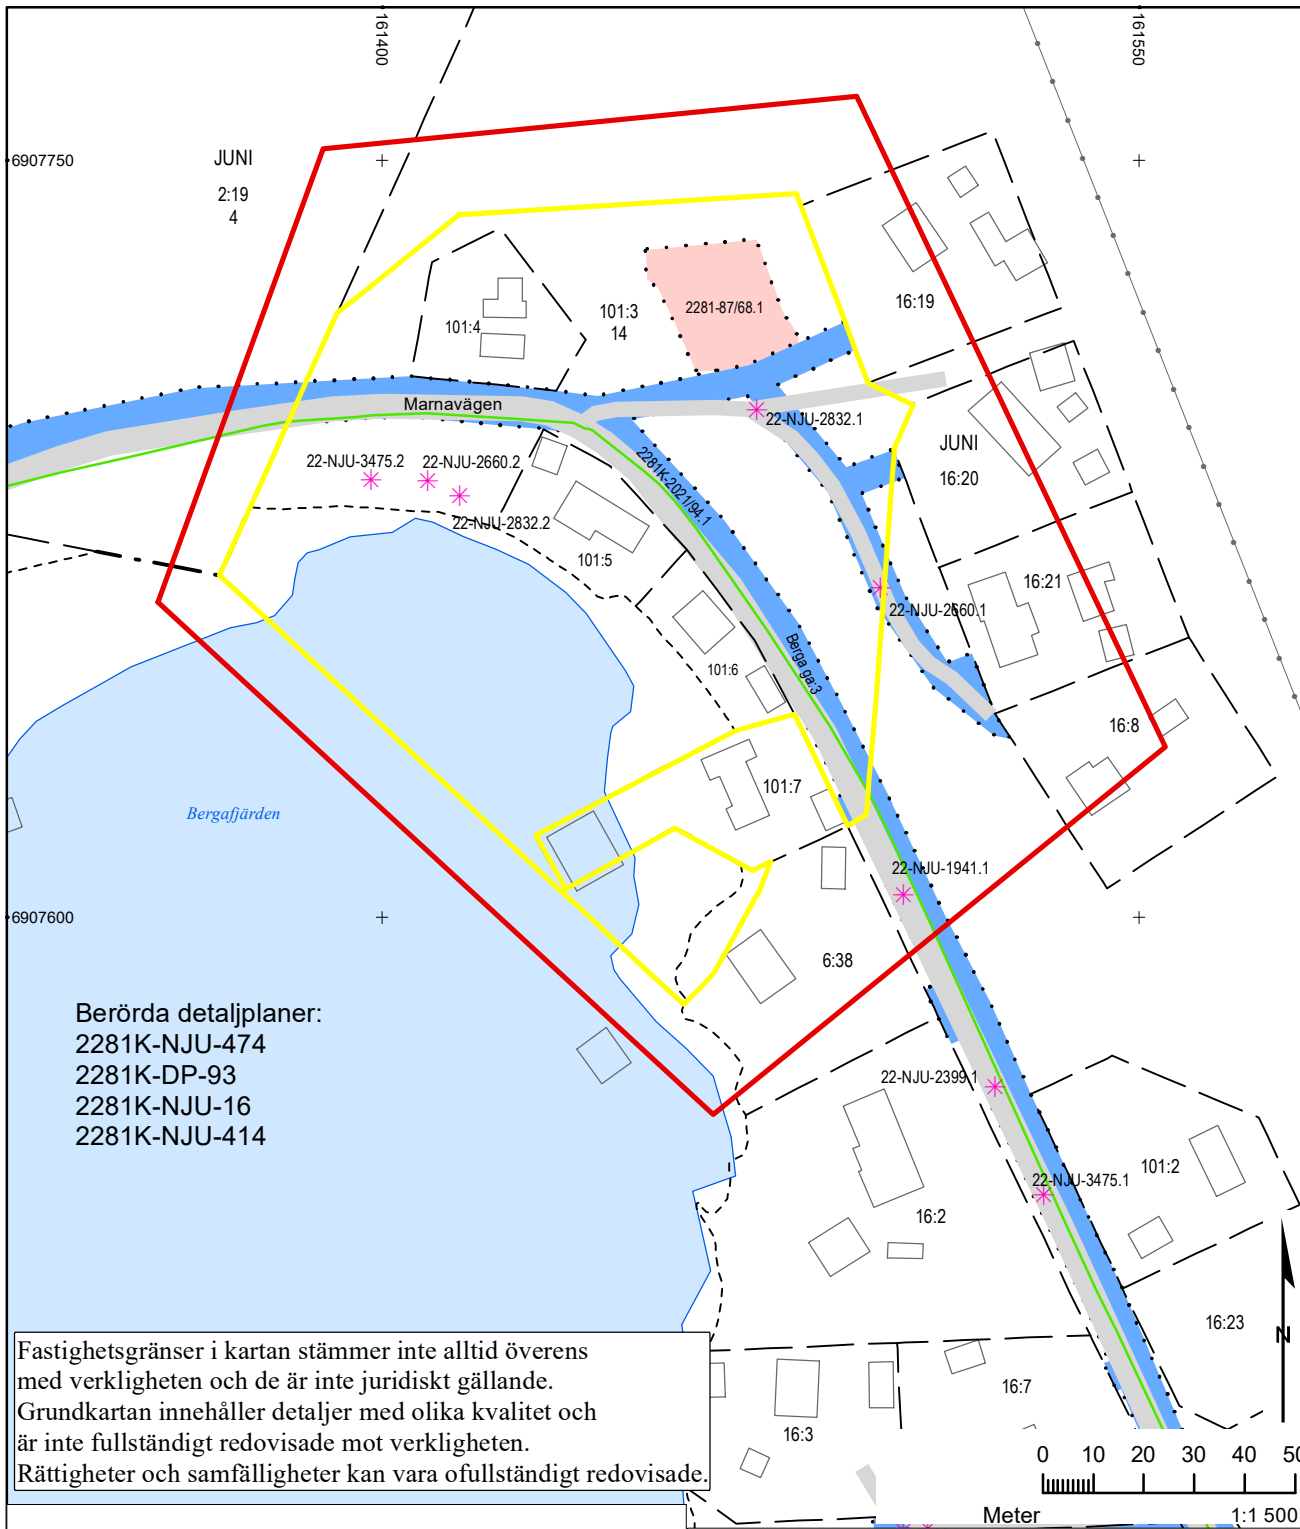 161400
161550
6907750
JUNI
2:19
4
16:19
101:3
14
2281-87/68.1
101:4
Marnavägen
22-NJU-2832.1
JUNI
16:20
22-NJU-3475.2
22-NJU-2660.2
22-NJU-2832.2
2281K-2021/94.1
101:5
16:21
22-NJU-2660.1
Berga ga:3
101:6
16:8
101:7
Bergafjärden
22-NJU-1941.1
6907600
6:38
Berörda detaljplaner:
2281K-NJU-474
2281K-DP-93
2281K-NJU-16
2281K-NJU-414
22-NJU-2399.1
101:2
22-NJU-3475.1
16:2
16:23
N
Fastighetsgränser i kartan stämmer inte alltid överens
med verkligheten och de är inte juridiskt gällande.
Grundkartan innehåller detaljer med olika kvalitet och
är inte fullständigt redovisade mot verkligheten.
Rättigheter och samfälligheter kan vara ofullständigt redovisade.
16:7
16:3
0 10 20 30 40 50
Meter 1:1 500